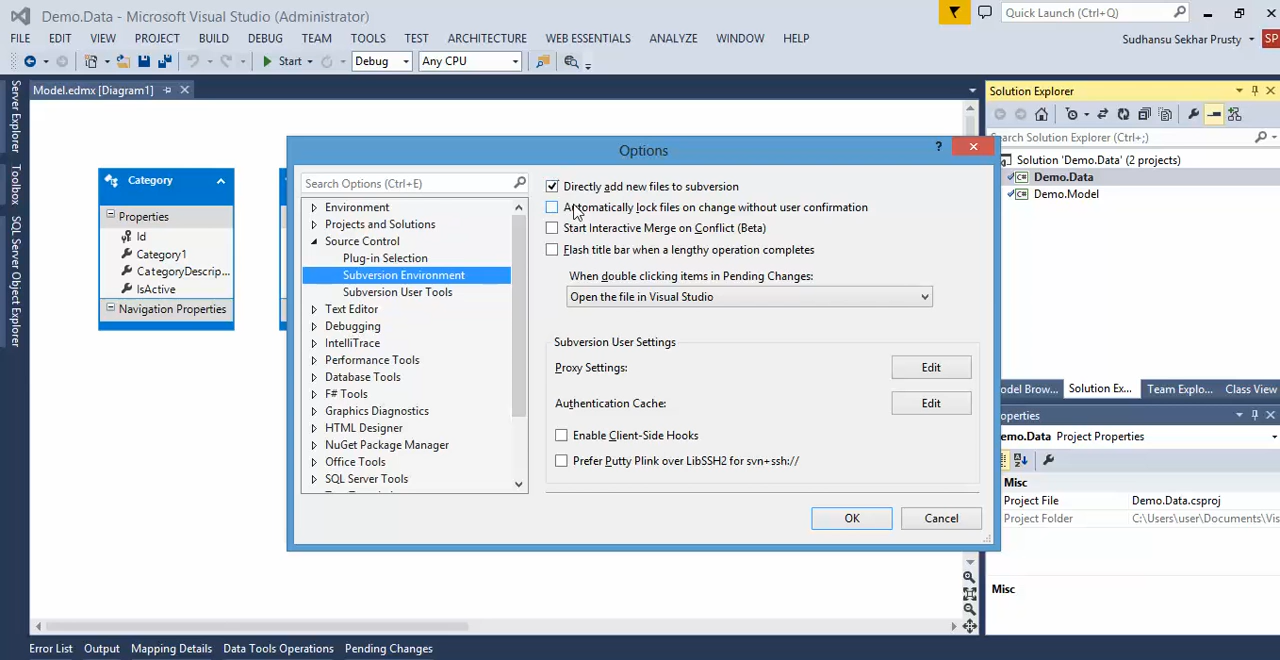 Demo.Data - Microsoft Visual Studio (Administrator)
Quick Launch (Ctrl+Q)
FILE EDIT VIEW PROJECT BUILD DEBUG TEAM TOOLS TEST ARCHITECTURE WEB ESSENTIALS ANALYZE WINDOW HELP
Sudhansu Sekhar Prusty SP
Start Debug Any CPU
Server Explorer
Toolbox
SQL Server Object Explorer
Model.edmx [Diagram1]
Category
Properties
Id
Category1
CategoryDescrip...
IsActive
Navigation Properties
Options
?
Search Options (Ctrl+E)
Environment
Projects and Solutions
Source Control
Plug-in Selection
Subversion Environment
Subversion User Tools
Text Editor
Debugging
IntelliTrace
Performance Tools
Database Tools
F# Tools
Graphics Diagnostics
HTML Designer
NuGet Package Manager
Office Tools
SQL Server Tools
Directly add new files to subversion
Automatically lock files on change without user confirmation
Start Interactive Merge on Conflict (Beta)
Flash title bar when a lengthy operation completes
When double clicking items in Pending Changes:
Open the file in Visual Studio
Subversion User Settings
Proxy Settings: Edit
Authentication Cache: Edit
Enable Client-Side Hooks
Prefer Putty Plink over LibSSH2 for svn+ssh://
OK Cancel
Solution Explorer
Search Solution Explorer (Ctrl+;)
Solution 'Demo.Data' (2 projects)
Demo.Data
Demo.Model
odel Brow... Solution Ex... Team Explo... Class View
operties
emo.Data Project Properties
Misc
Project File Demo.Data.csproj
Project Folder C:\Users\user\Documents\Vis
Misc
Error List Output Mapping Details Data Tools Operations Pending Changes